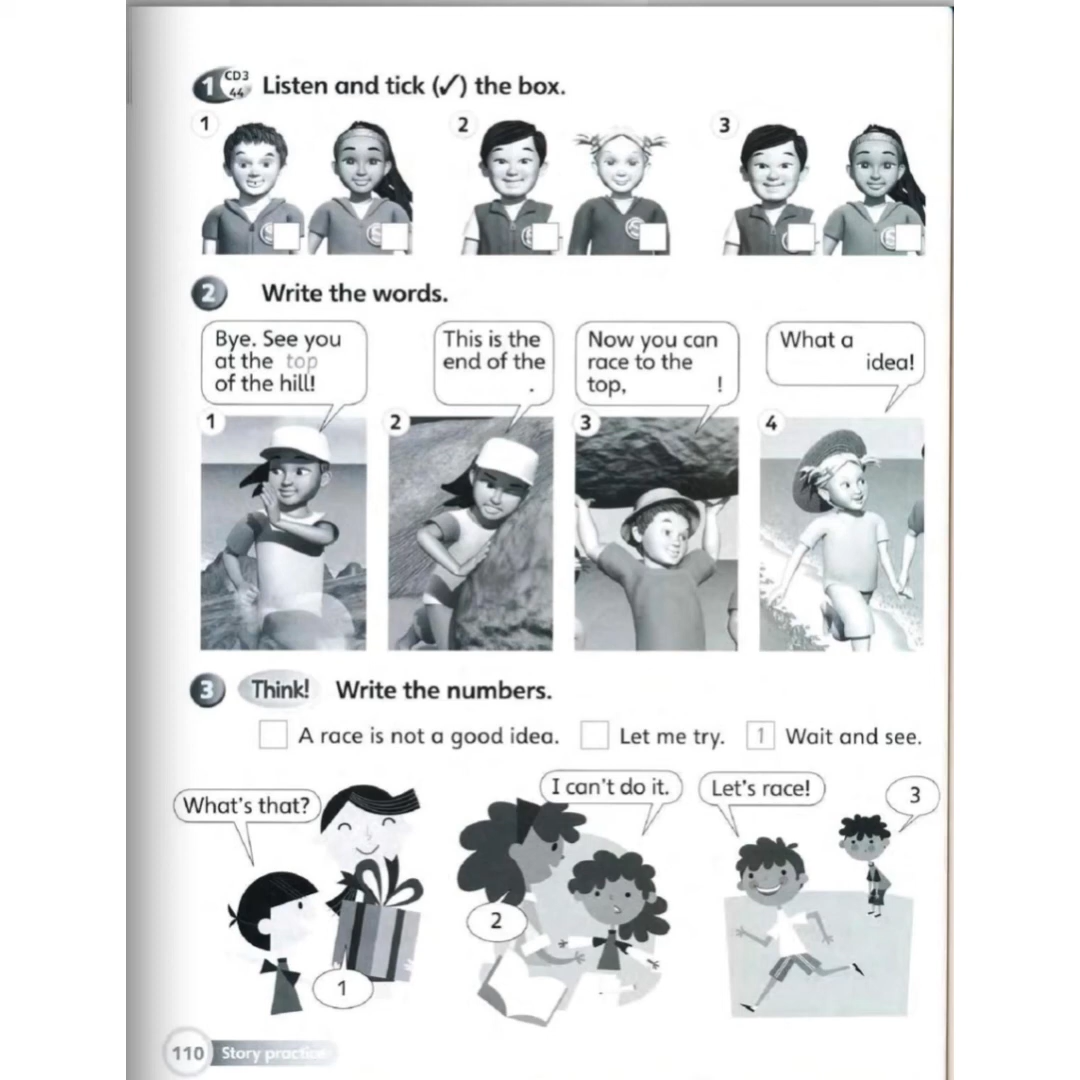 1 CD3 44 Listen and tick (✓) the box.
1 2 3
2 Write the words.
Bye. See you
at the top
of the hill!
This is the
end of the
.
Now you can
race to the
top, !
What a
idea!
1 2 3 4
3 Think! Write the numbers.
A race is not a good idea. Let me try. 1 Wait and see.
What's that?
I can't do it.
Let's race!
3
2
1
110 Story practice